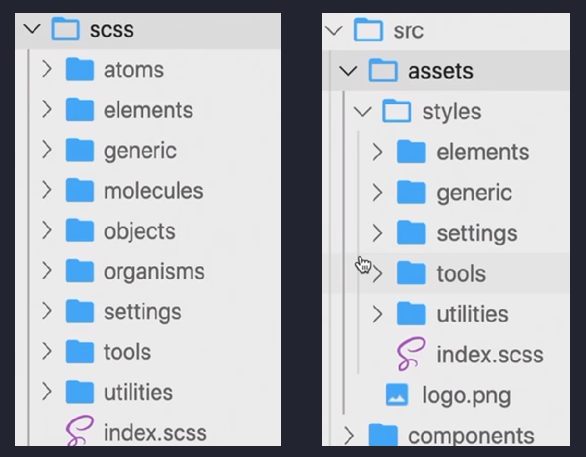 scss
atoms
elements
generic
molecules
objects
organisms
settings
tools
utilities
index.scss
src
assets
styles
elements
generic
settings
tools
utilities
index.scss
logo.png
components